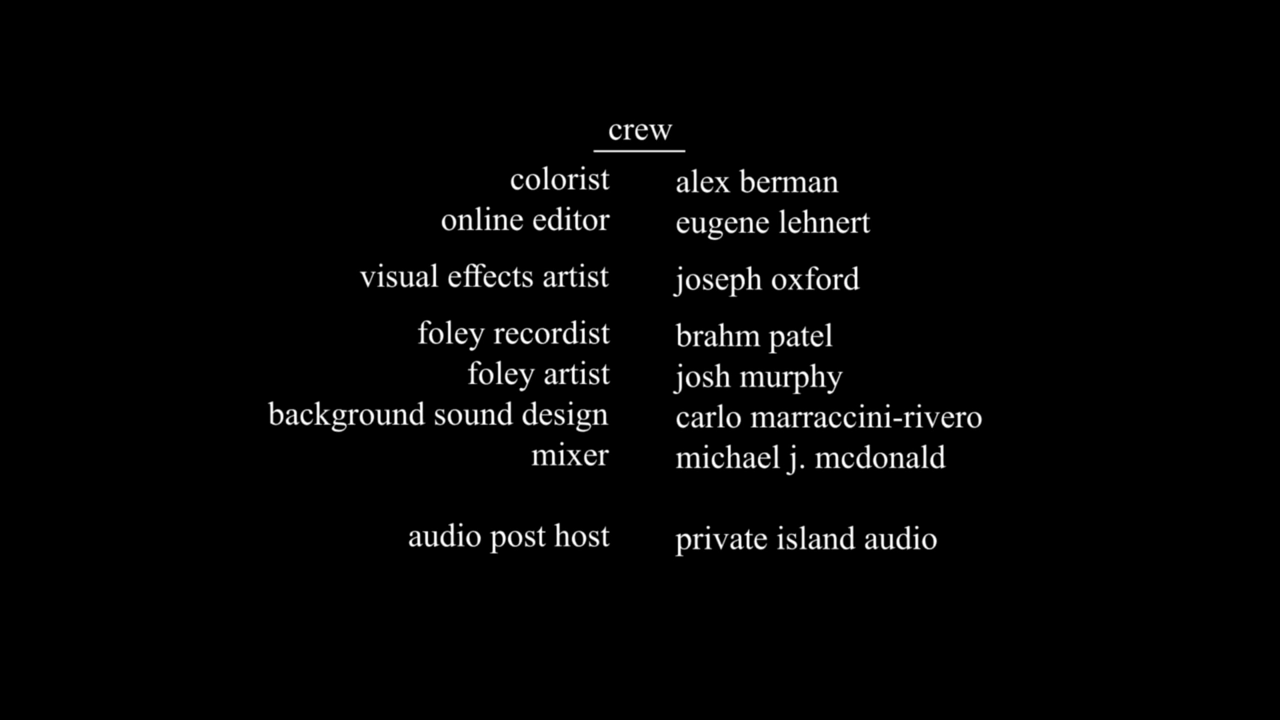 crew
colorist alex berman
online editor eugene lehnert
visual effects artist joseph oxford
foley recordist brahm patel
foley artist josh murphy
background sound design carlo marraccini-rivero
mixer michael j. mcdonald
audio post host private island audio